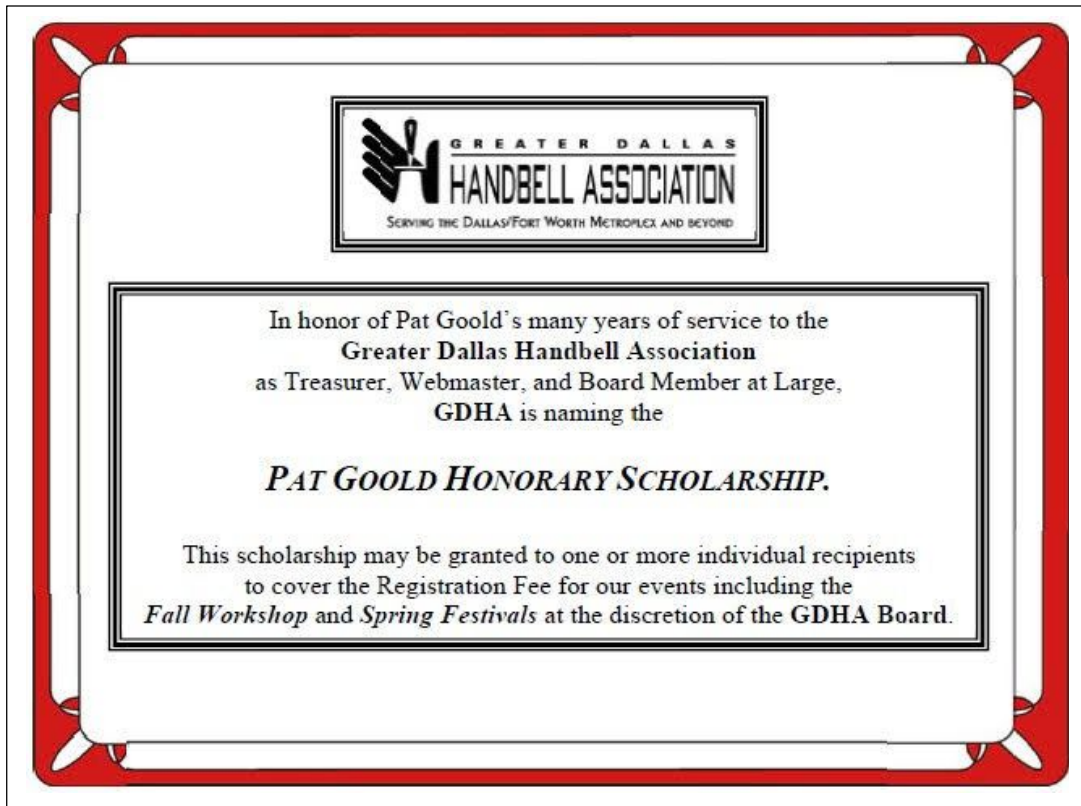 GREATER DALLAS
HANDBELL ASSOCIATION
SERVING THE DALLAS/FORT WORTH METROPLEX AND BEYOND
In honor of Pat Goold's many years of service to the
Greater Dallas Handbell Association
as Treasurer, Webmaster, and Board Member at Large,
GDHA is naming the
PAT GOOLD HONORARY SCHOLARSHIP.
This scholarship may be granted to one or more individual recipients
to cover the Registration Fee for our events including the
Fall Workshop and Spring Festivals at the discretion of the GDHA Board.